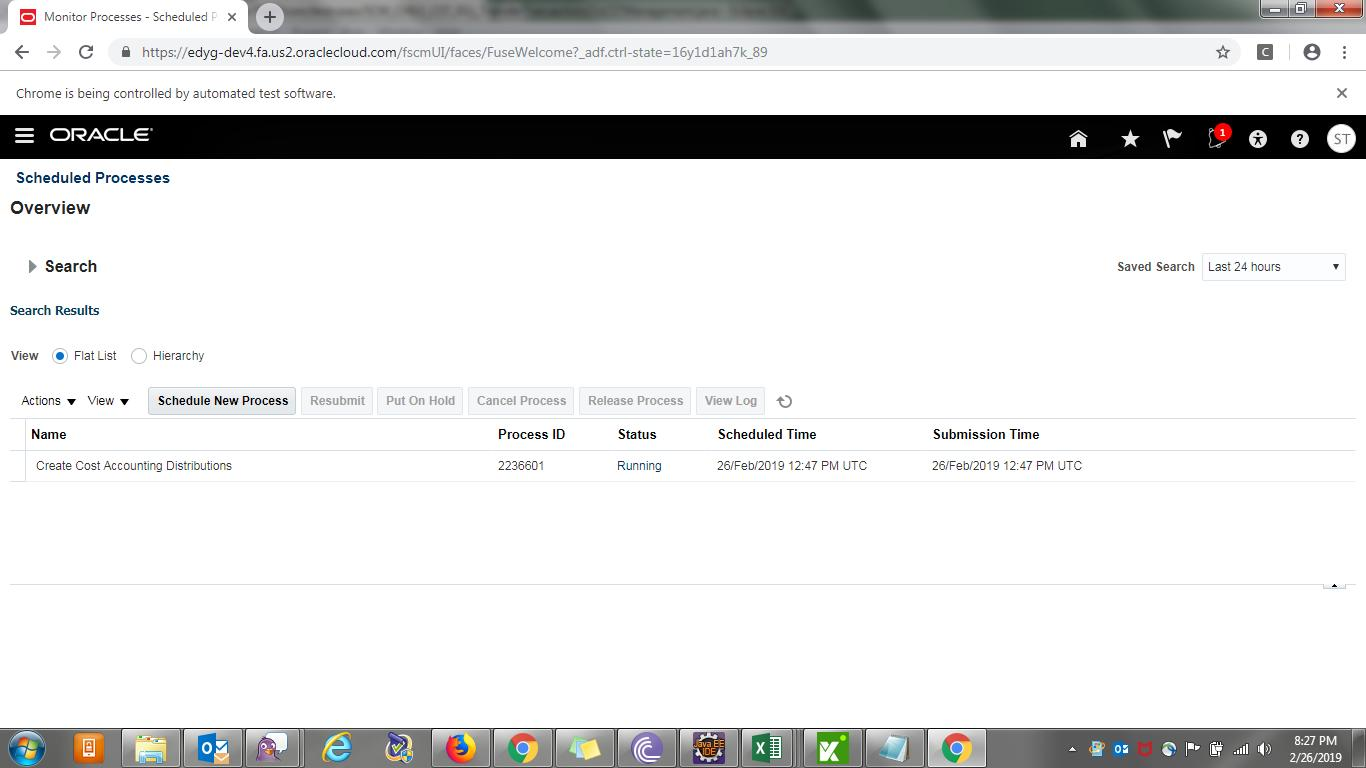 Monitor Processes - Scheduled P
https://edyg-dev4.fa.us2.oraclecloud.com/fscmUI/faces/FuseWelcome?_adf.ctrl-state=16y1d1ah7k_89
C
Chrome is being controlled by automated test software.
ORACLE
1
ST
Scheduled Processes
Overview
Search
Saved Search
Last 24 hours
Search Results
View Flat List Hierarchy
Actions View Schedule New Process Resubmit Put On Hold Cancel Process Release Process View Log
Name Process ID Status Scheduled Time Submission Time
Create Cost Accounting Distributions 2236601 Running 26/Feb/2019 12:47 PM UTC 26/Feb/2019 12:47 PM UTC
Java EE
IDE
8:27 PM
2/26/2019